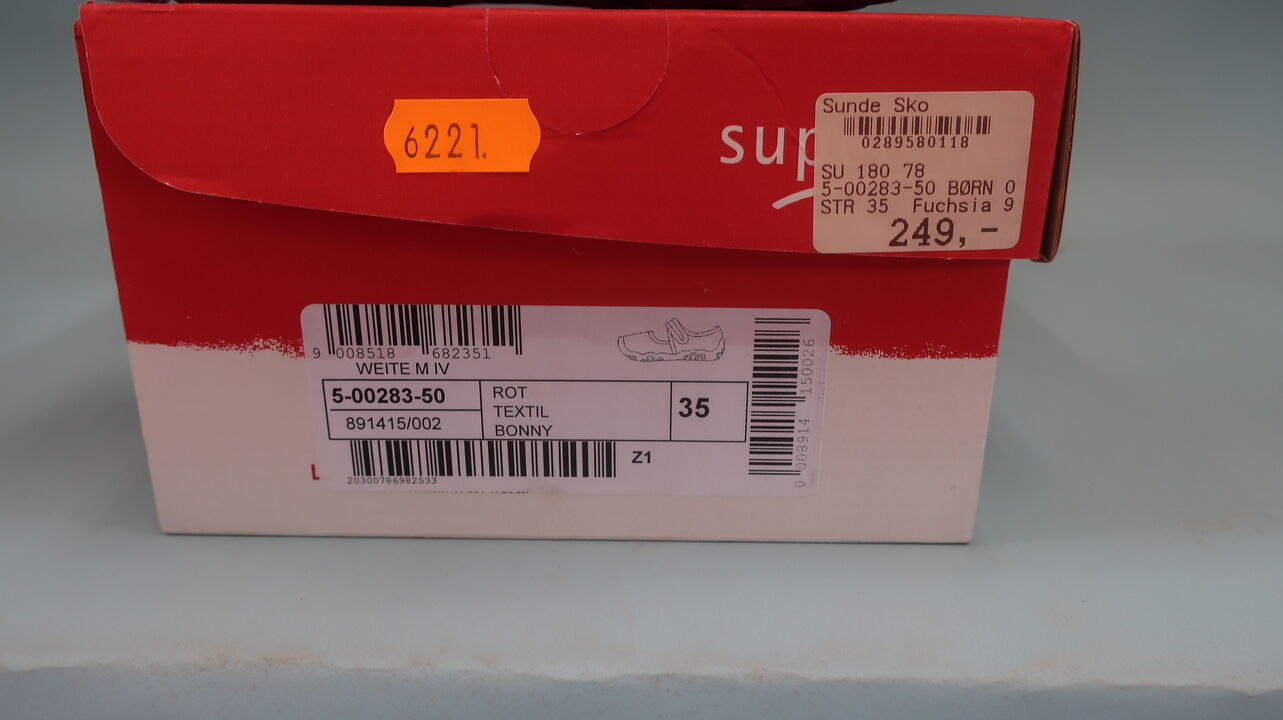 6221.
sup
Sunde Sko
0289580118
SU 180 78
5-00283-50 BØRN 0
STR 35 Fuchsia 9
249,-
9 008518 682351
WEITE M IV
5-00283-50
891415/002
ROT
TEXTIL
BONNY
35
20300786982533
Z1
0 008914 150026
L